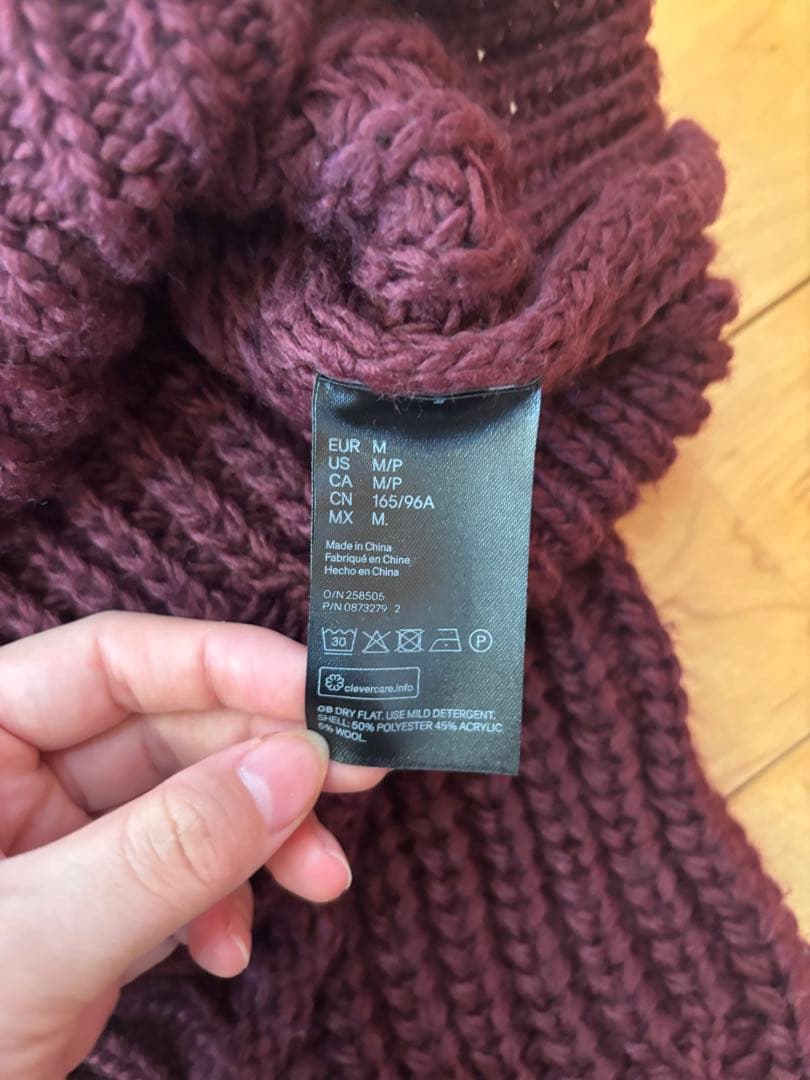 EUR M
US M/P
CA M/P
CN 165/96A
MX M.
Made in China
Fabriqué en Chine
Hecho en China
O/N 258505
P/N 0873279 2
30
P
clevercare.info
GB DRY FLAT. USE MILD DETERGENT.
SHELL: 50% POLYESTER 45% ACRYLIC
5% WOOL